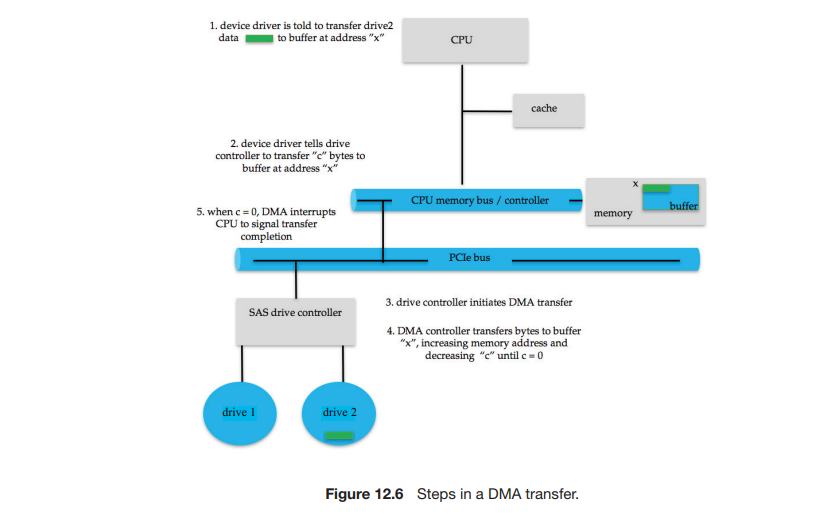 1. device driver is told to transfer drive2
data to buffer at address "x"
CPU
cache
2. device driver tells drive
controller to transfer "c" bytes to
buffer at address "x"
CPU memory bus / controller
x
buffer
memory
5. when c = 0, DMA interrupts
CPU to signal transfer
completion
PCIe bus
SAS drive controller
3. drive controller initiates DMA transfer
4. DMA controller transfers bytes to buffer
"x", increasing memory address and
decreasing "c" until c = 0
drive 1
drive 2
Figure 12.6 Steps in a DMA transfer.